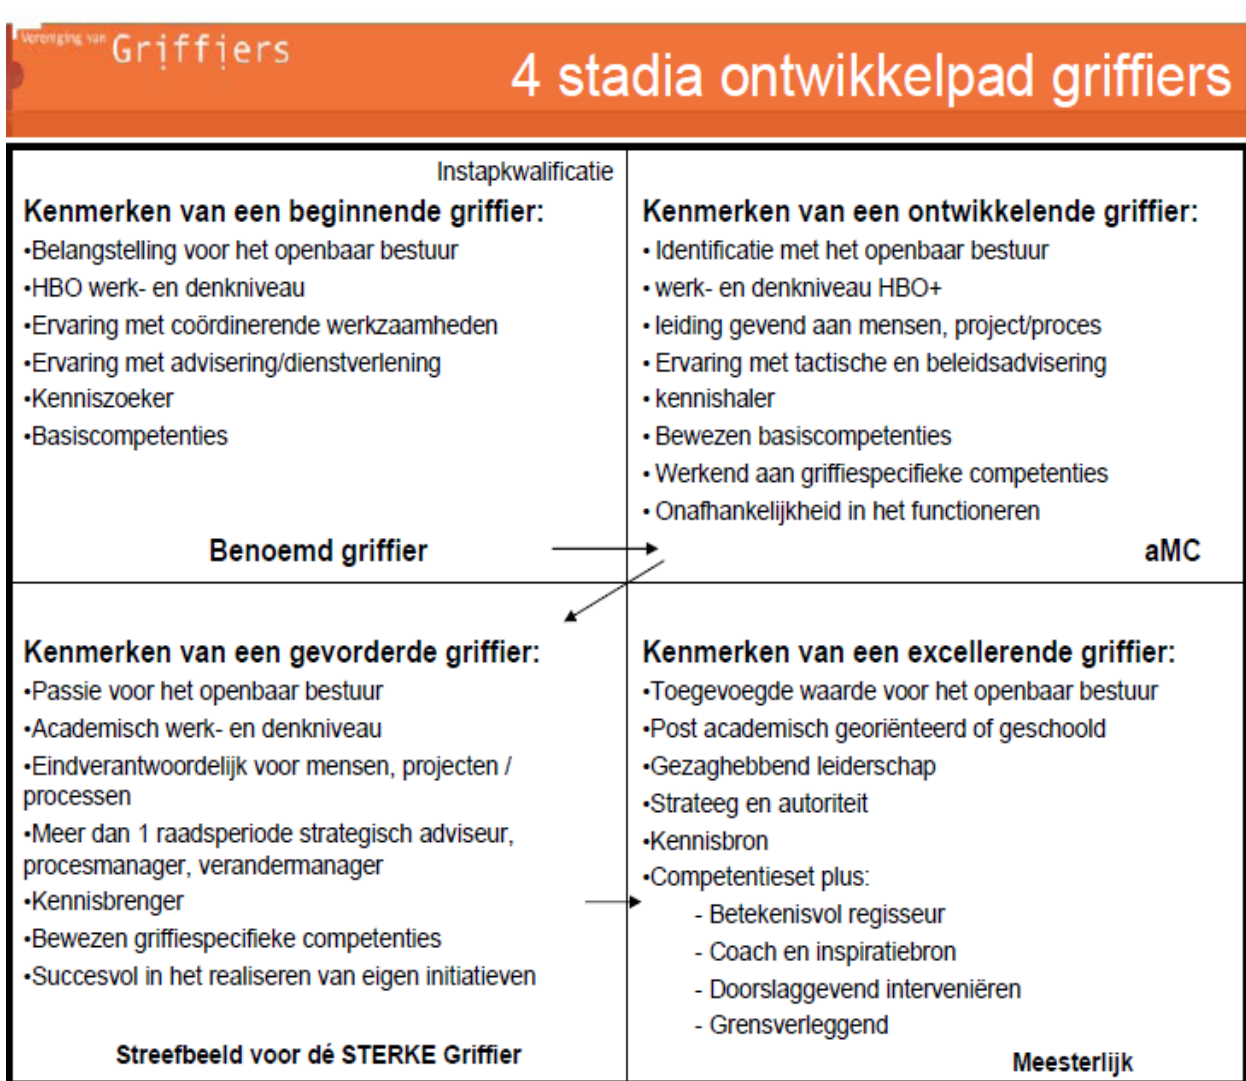 Vereniging van Griffiers
4 stadia ontwikkelpad griffiers
Instapkwalificatie
Kenmerken van een beginnende griffier:
•Belangstelling voor het openbaar bestuur
•HBO werk- en denkniveau
•Ervaring met coördinerende werkzaamheden
•Ervaring met advisering/dienstverlening
•Kenniszoeker
•Basiscompetenties
Benoemd griffier
Kenmerken van een ontwikkelende griffier:
• Identificatie met het openbaar bestuur
• werk- en denkniveau HBO+
• leiding gevend aan mensen, project/proces
• Ervaring met tactische en beleidsadvisering
• kennishaler
• Bewezen basiscompetenties
• Werkend aan griffiespecifieke competenties
• Onafhankelijkheid in het functioneren
aMC
Kenmerken van een gevorderde griffier:
•Passie voor het openbaar bestuur
•Academisch werk- en denkniveau
•Eindverantwoordelijk voor mensen, projecten /
processen
•Meer dan 1 raadsperiode strategisch adviseur,
procesmanager, verandermanager
•Kennisbrenger
•Bewezen griffiespecifieke competenties
•Succesvol in het realiseren van eigen initiatieven
Streefbeeld voor dé STERKE Griffier
Kenmerken van een excellerende griffier:
•Toegevoegde waarde voor het openbaar bestuur
•Post academisch georiënteerd of geschoold
•Gezaghebbend leiderschap
•Strateeg en autoriteit
•Kennisbron
•Competentieset plus:
- Betekenisvol regisseur
- Coach en inspiratiebron
- Doorslaggevend interveniëren
- Grensverleggend
Meesterlijk